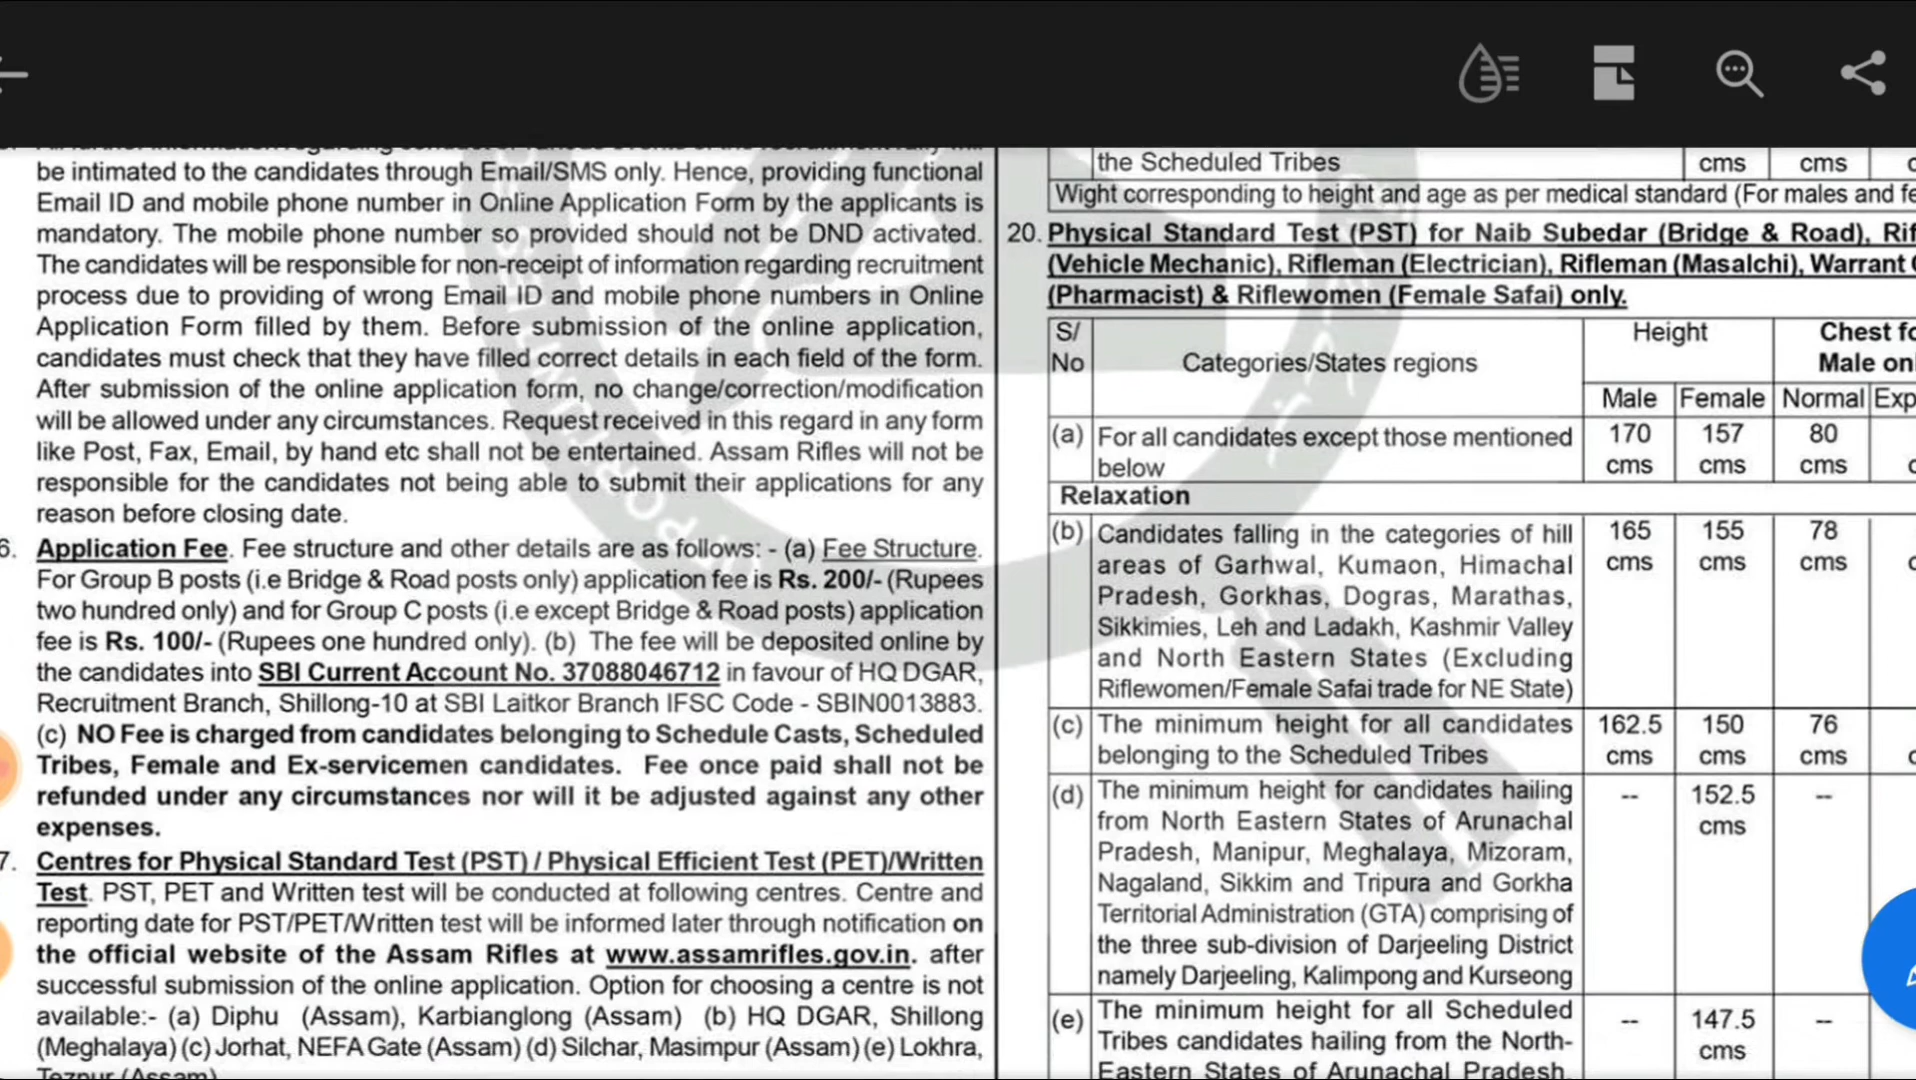 be intimated to the candidates through Email/SMS only. Hence, providing functional
Email ID and mobile phone number in Online Application Form by the applicants is
mandatory. The mobile phone number so provided should not be DND activated.
The candidates will be responsible for non-receipt of information regarding recruitment
process due to providing of wrong Email ID and mobile phone numbers in Online
Application Form filled by them. Before submission of the online application,
candidates must check that they have filled correct details in each field of the form.
After submission of the online application form, no change/correction/modification
will be allowed under any circumstances. Request received in this regard in any form
like Post, Fax, Email, by hand etc shall not be entertained. Assam Rifles will not be
responsible for the candidates not being able to submit their applications for any
reason before closing date.
6. Application Fee. Fee structure and other details are as follows: - (a) Fee Structure.
For Group B posts (i.e Bridge & Road posts only) application fee is Rs. 200/- (Rupees
two hundred only) and for Group C posts (i.e except Bridge & Road posts) application
fee is Rs. 100/- (Rupees one hundred only). (b) The fee will be deposited online by
the candidates into SBI Current Account No. 37088046712 in favour of HQ DGAR,
Recruitment Branch, Shillong-10 at SBI Laitkor Branch IFSC Code - SBIN0013883.
(c) NO Fee is charged from candidates belonging to Schedule Casts, Scheduled
Tribes, Female and Ex-servicemen candidates. Fee once paid shall not be
refunded under any circumstances nor will it be adjusted against any other
expenses.
7. Centres for Physical Standard Test (PST) / Physical Efficient Test (PET)/Written
Test. PST, PET and Written test will be conducted at following centres. Centre and
reporting date for PST/PET/Written test will be informed later through notification on
the official website of the Assam Rifles at www.assamrifles.gov.in. after
successful submission of the online application. Option for choosing a centre is not
available:- (a) Diphu (Assam), Karbianglong (Assam) (b) HQ DGAR, Shillong
(Meghalaya) (c) Jorhat, NEFA Gate (Assam) (d) Silchar, Masimpur (Assam) (e) Lokhra,
Tezpur (Assam)
the Scheduled Tribes cms cms
Wight corresponding to height and age as per medical standard (For males and fe
20. Physical Standard Test (PST) for Naib Subedar (Bridge & Road), Rif
(Vehicle Mechanic), Rifleman (Electrician), Rifleman (Masalchi), Warrant
(Pharmacist) & Riflewomen (Female Safai) only.
S/ Height Chest fo
No Categories/States regions Male onl
Male Female Normal Exp
(a) For all candidates except those mentioned 170 157 80
below cms cms cms
Relaxation
(b) Candidates falling in the categories of hill 165 155 78
areas of Garhwal, Kumaon, Himachal cms cms cms
Pradesh, Gorkhas, Dogras, Marathas,
Sikkimies, Leh and Ladakh, Kashmir Valley
and North Eastern States (Excluding
Riflewomen/Female Safai trade for NE State)
(c) The minimum height for all candidates 162.5 150 76
belonging to the Scheduled Tribes cms cms cms
(d) The minimum height for candidates hailing -- 152.5 --
from North Eastern States of Arunachal cms
Pradesh, Manipur, Meghalaya, Mizoram,
Nagaland, Sikkim and Tripura and Gorkha
Territorial Administration (GTA) comprising of
the three sub-division of Darjeeling District
namely Darjeeling, Kalimpong and Kurseong
(e) The minimum height for all Scheduled -- 147.5 --
Tribes candidates hailing from the North- cms
Eastern States of Arunachal Pradesh,